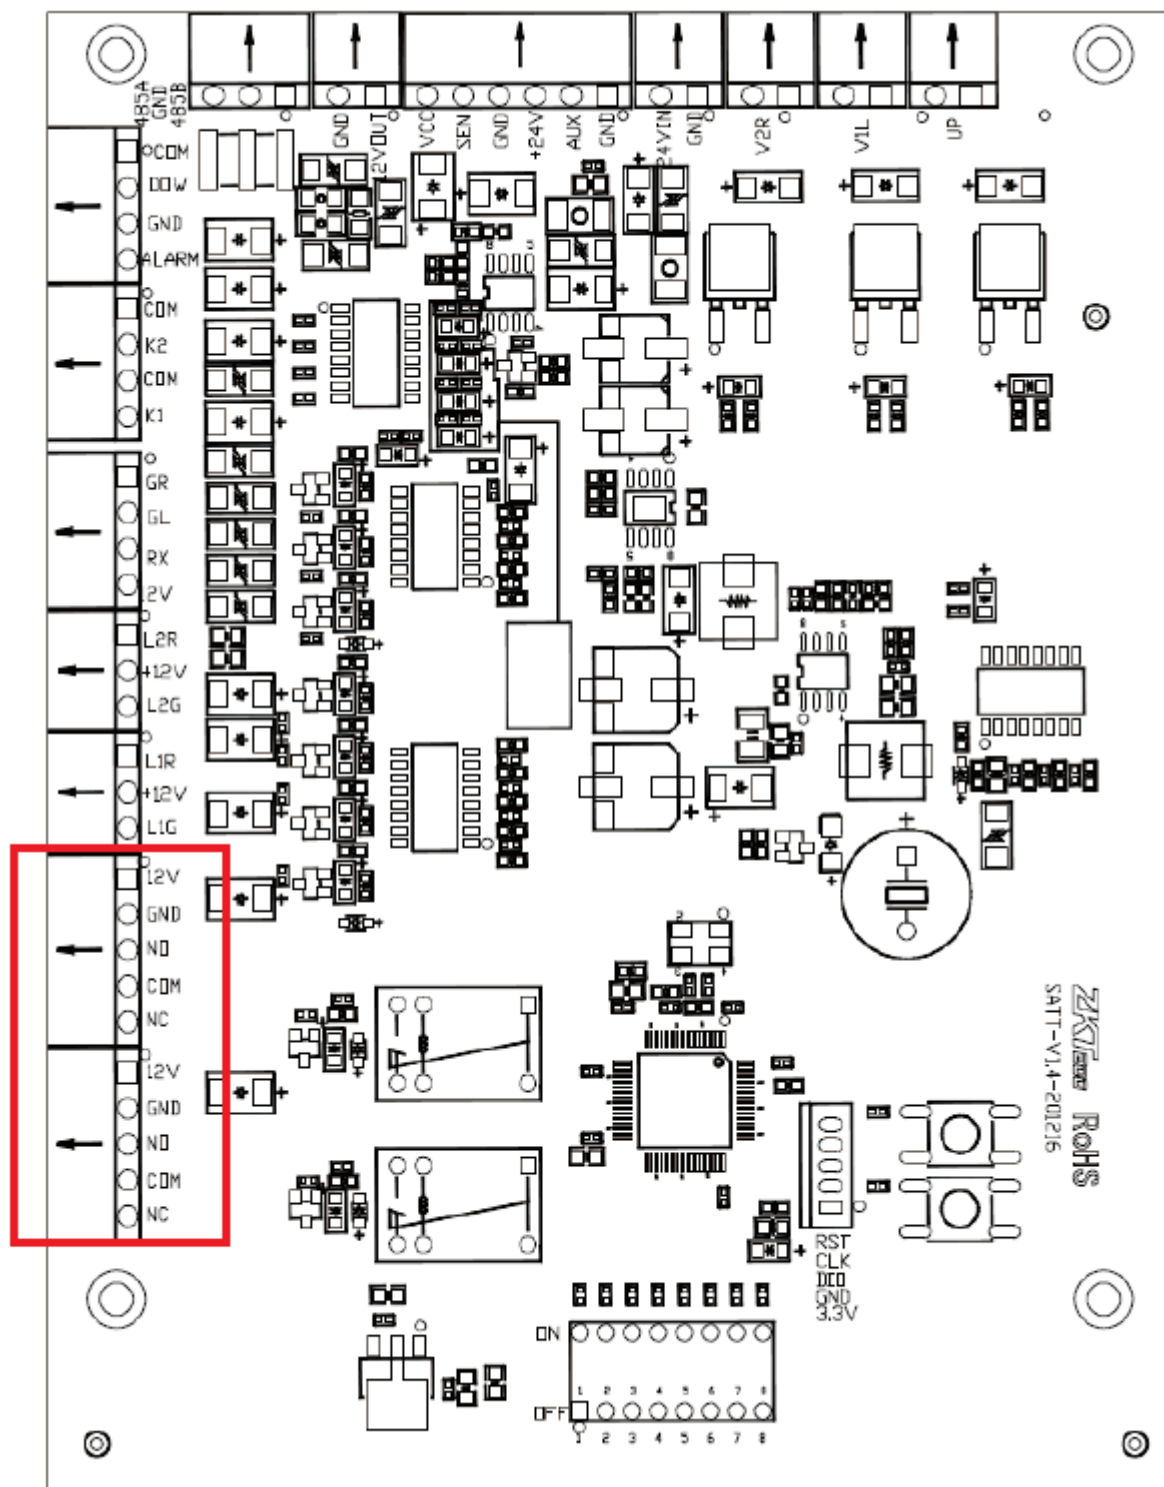 485A
GND
485B
GND
12VOUT
VCC
SEN
GND
+24V
AUX
GND
24VIN
GND
V2R
V1L
UP
COM
DOW
GND
ALARM
COM
K2
COM
K1
GR
GL
RX
12V
L2R
+12V
L2G
L1R
+12V
L1G
12V
GND
NO
COM
NC
12V
GND
NO
COM
NC
ZKTeco RoHS
SATT-V1.4-201216
RST
CLK
DIO
GND
3.3V
ON
1 2 3 4 5 6 7 8
OFF
1 2 3 4 5 6 7 8